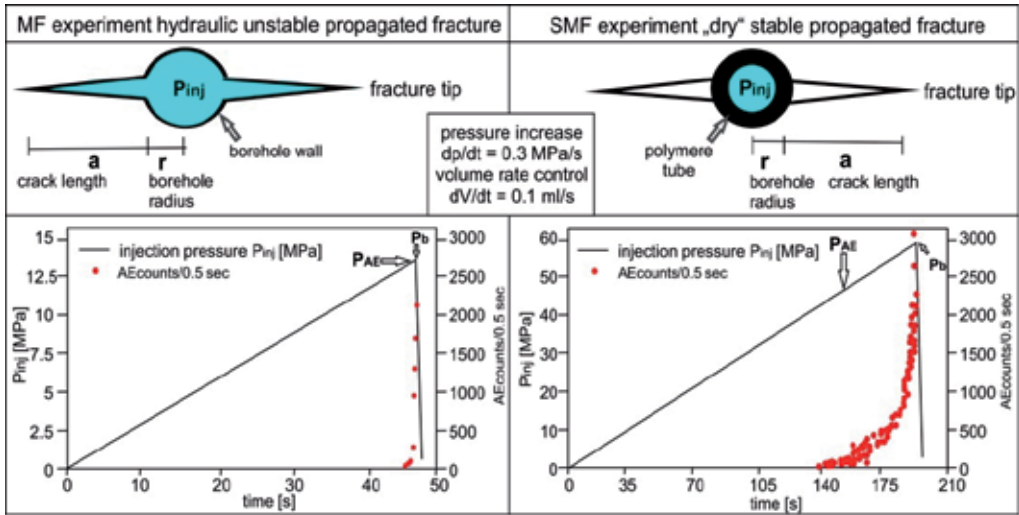 MF experiment hydraulic unstable propagated fracture
SMF experiment „dry“ stable propagated fracture
Pinj
fracture tip
borehole wall
a
r
crack length
borehole
radius
pressure increase
dp/dt = 0.3 MPa/s
volume rate control
dV/dt = 0.1 ml/s
Pinj
fracture tip
polymere
tube
r
a
borehole
radius
crack length
injection pressure Pinj [MPa]
AEcounts/0.5 sec
PAE
Pb
Pinj [MPa]
15
12.5
10
7.5
5
2.5
0
AEcounts/0.5 sec
3000
2500
2000
1500
1000
500
0
0
10
20
30
40
50
time [s]
injection pressure Pinj [MPa]
AEcounts/0.5 sec
PAE
Pb
Pinj [MPa]
60
50
40
30
20
10
0
AEcounts/0.5 sec
3000
2500
2000
1500
1000
500
0
0
35
70
105
140
175
210
time [s]